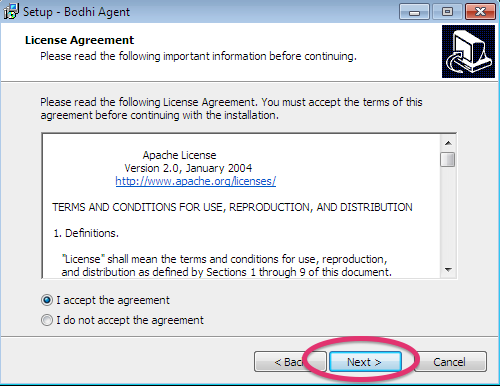 Setup - Bodhi Agent
License Agreement
Please read the following important information before continuing.
Please read the following License Agreement. You must accept the terms of this
agreement before continuing with the installation.
Apache License
Version 2.0, January 2004
http://www.apache.org/licenses/
TERMS AND CONDITIONS FOR USE, REPRODUCTION, AND DISTRIBUTION
1. Definitions.
"License" shall mean the terms and conditions for use, reproduction,
and distribution as defined by Sections 1 through 9 of this document.
I accept the agreement
I do not accept the agreement
< Back
Next >
Cancel